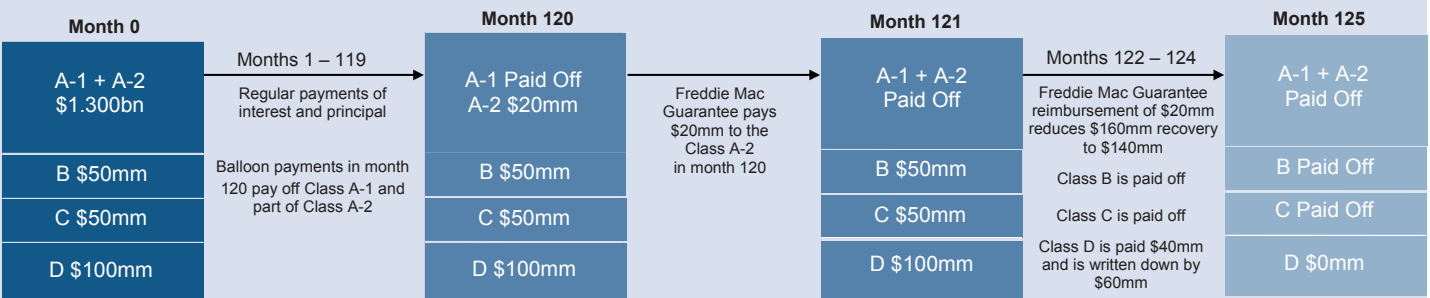 Month 0
A-1 + A-2
$1.300bn
B $50mm
C $50mm
D $100mm
Months 1 – 119
Regular payments of
interest and principal
Balloon payments in month
120 pay off Class A-1 and
part of Class A-2
Month 120
A-1 Paid Off
A-2 $20mm
B $50mm
C $50mm
D $100mm
Freddie Mac
Guarantee pays
$20mm to the
Class A-2
in month 120
Month 121
A-1 + A-2
Paid Off
B $50mm
C $50mm
D $100mm
Months 122 – 124
Freddie Mac Guarantee
reimbursement of $20mm
reduces $160mm recovery
to $140mm
Class B is paid off
Class C is paid off
Class D is paid $40mm
and is written down by
$60mm
Month 125
A-1 + A-2
Paid Off
B Paid Off
C Paid Off
D $0mm